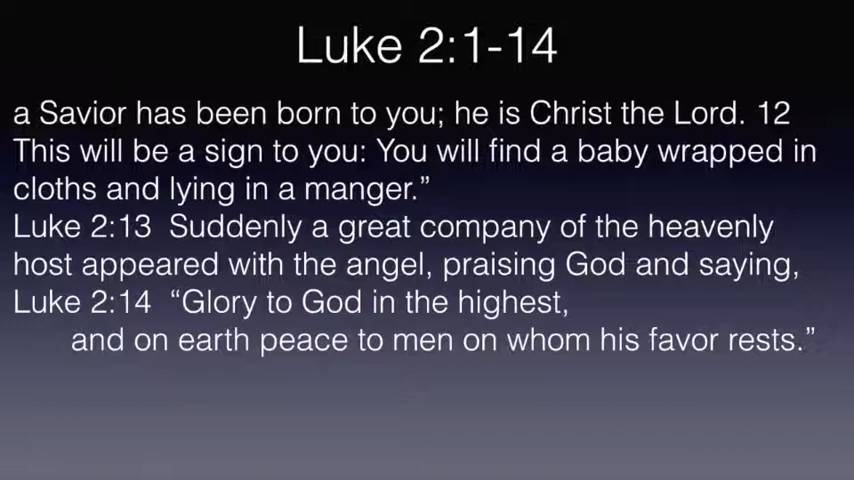 Luke 2:1-14
a Savior has been born to you; he is Christ the Lord. 12
This will be a sign to you: You will find a baby wrapped in
cloths and lying in a manger.”
Luke 2:13  Suddenly a great company of the heavenly
host appeared with the angel, praising God and saying,
Luke 2:14  “Glory to God in the highest,
and on earth peace to men on whom his favor rests.”